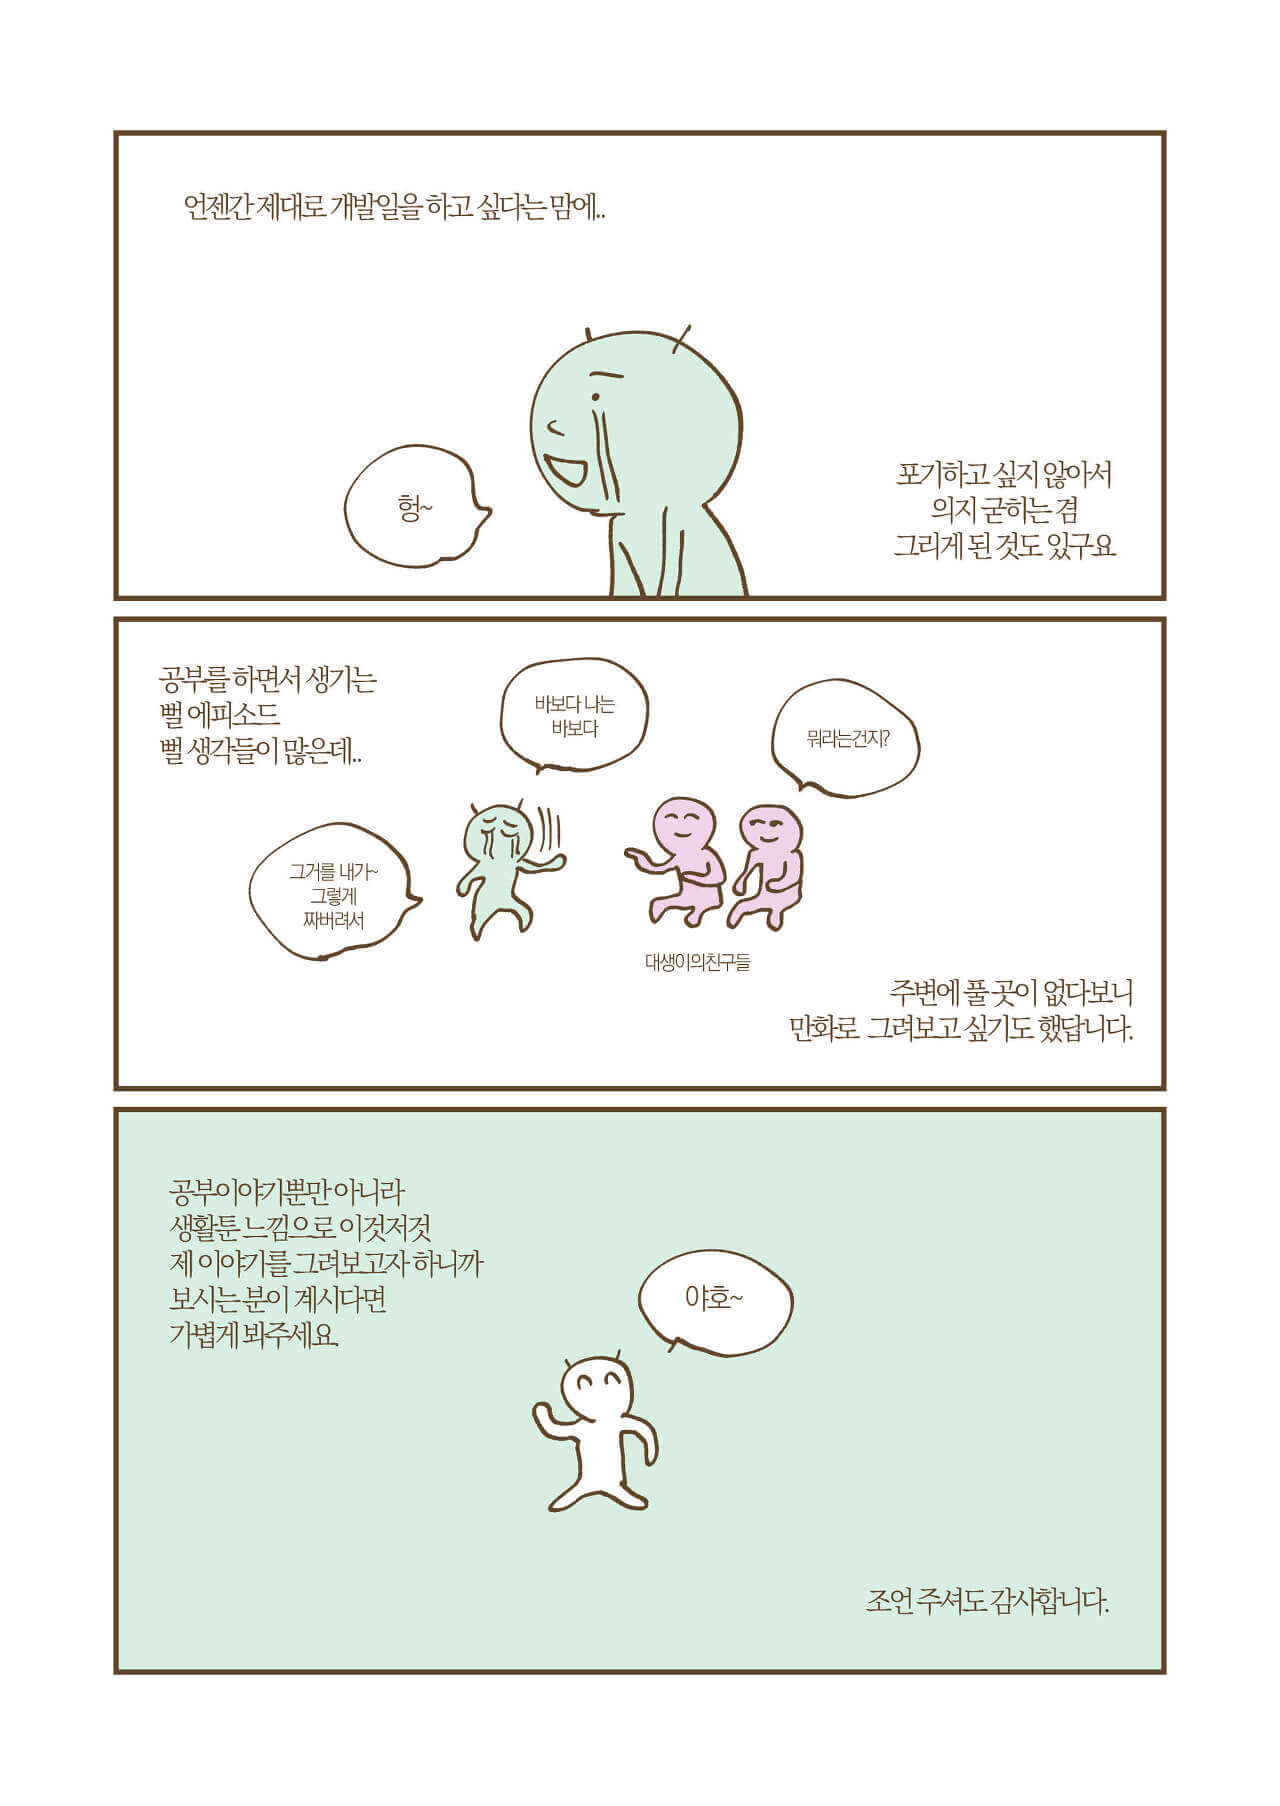 언젠간 제대로 개발일을 하고 싶다는 맘에..
헝~
포기하고 싶지 않아서
의지 굳히는 겸
그리게 된 것도 있구요
공부를 하면서 생기는
뻘 에피소드
뻘 생각들이 많은데..
바보다 나는
바보다
뭐라는건지?
그거를 내가~
그렇게
짜버려서
대생이의친구들
주변에 풀 곳이 없다보니
만화로 그려보고 싶기도 했답니다.
공부이야기뿐만 아니라
생활툰 느낌으로 이것저것
제 이야기를 그려보고자 하니까
보시는 분이 계시다면
가볍게 봐주세요.
야호~
조언 주셔도 감사합니다.